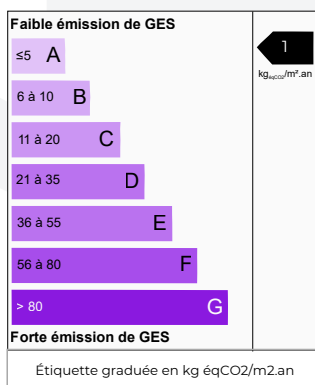 Faible émission de GES
≤5 A
1
kgéqCO2/m².an
6 à 10 B
11 à 20 C
21 à 35 D
36 à 55 E
56 à 80 F
> 80 G
Forte émission de GES
Étiquette graduée en kg éqCO2/m2.an